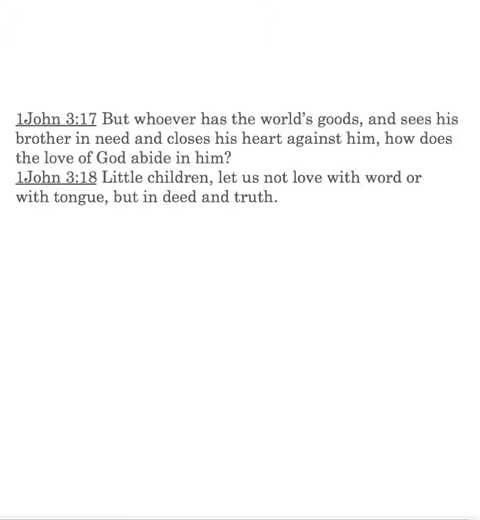 1John 3:17 But whoever has the world’s goods, and sees his
brother in need and closes his heart against him, how does
the love of God abide in him?
1John 3:18 Little children, let us not love with word or
with tongue, but in deed and truth.